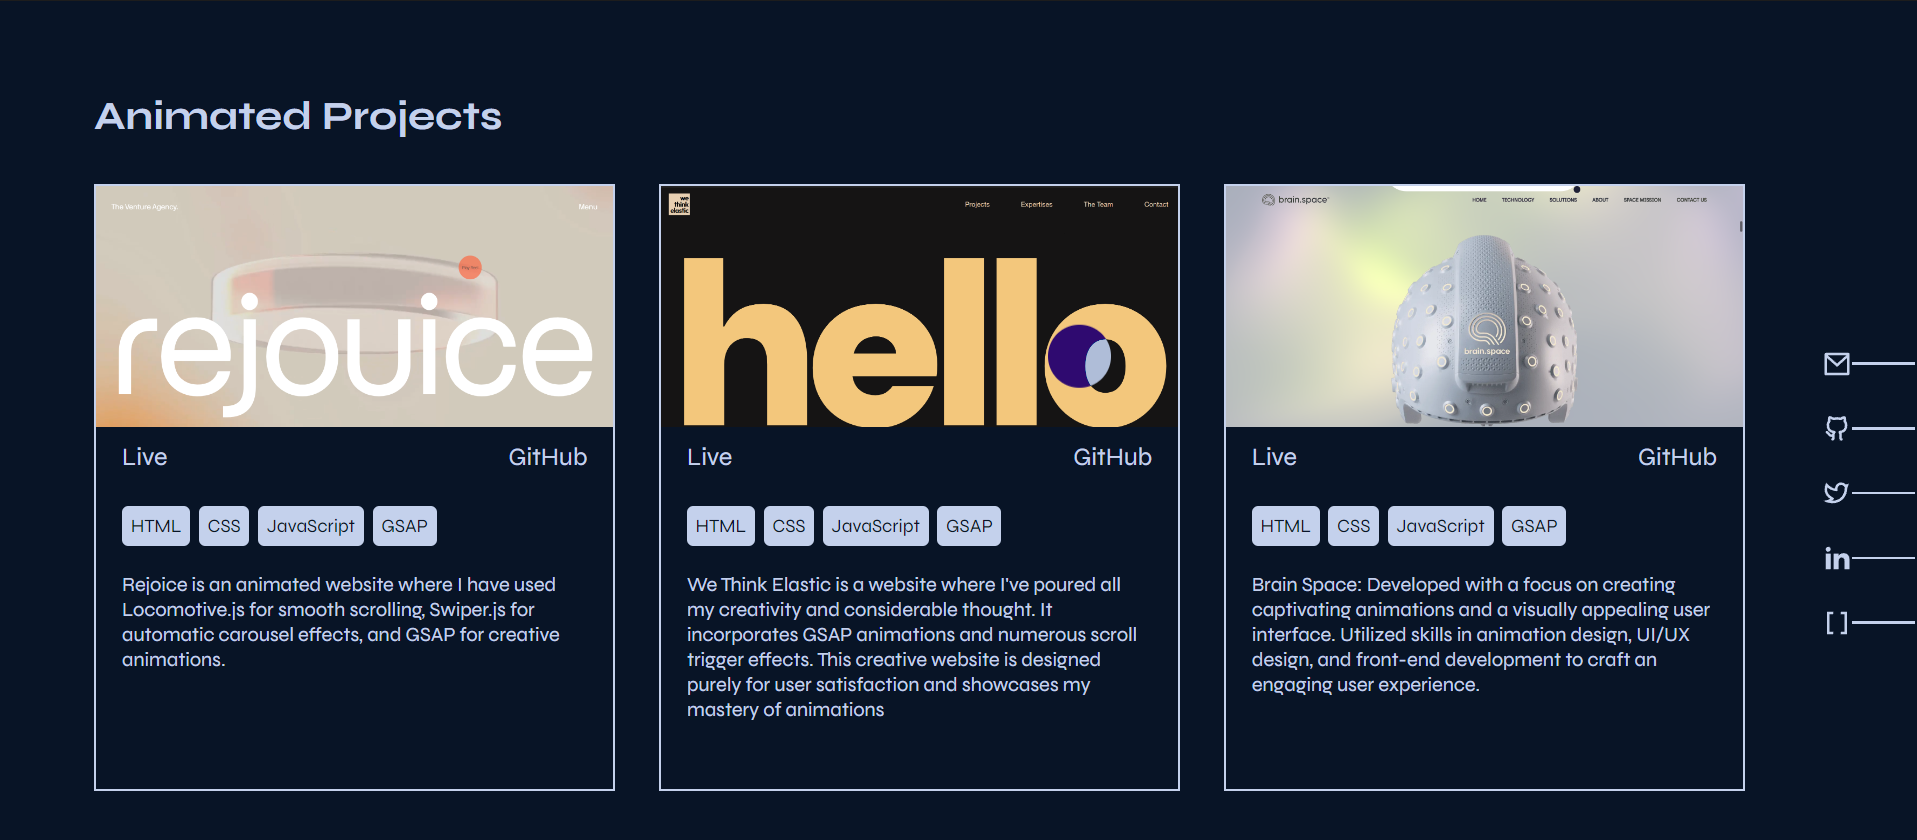 Animated Projects
The Venture Agency.
Menu
rejouice
Live
GitHub
HTML
CSS
JavaScript
GSAP
Rejoice is an animated website where I have used
Locomotive.js for smooth scrolling, Swiper.js for
automatic carousel effects, and GSAP for creative
animations.
we
think
elastic
Projects
Expertises
The Team
Contact
hello
Live
GitHub
HTML
CSS
JavaScript
GSAP
We Think Elastic is a website where I've poured all
my creativity and considerable thought. It
incorporates GSAP animations and numerous scroll
trigger effects. This creative website is designed
purely for user satisfaction and showcases my
mastery of animations
brain.space
HOME
TECHNOLOGY
SOLUTIONS
ABOUT
SPACE MISSION
CONTACT US
brain.space
Live
GitHub
HTML
CSS
JavaScript
GSAP
Brain Space: Developed with a focus on creating
captivating animations and a visually appealing user
interface. Utilized skills in animation design, UI/UX
design, and front-end development to craft an
engaging user experience.
in
[ ]